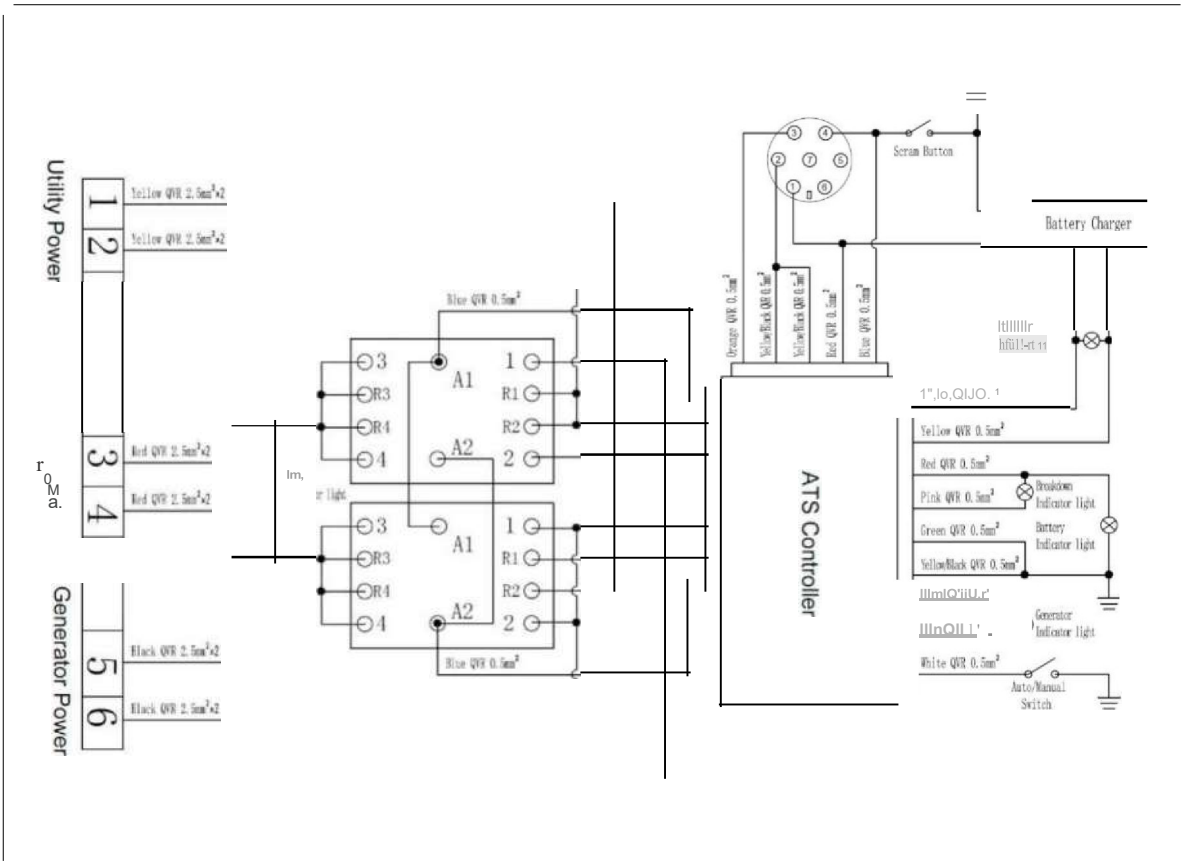 Utility Power
1
Yellow QVR 2.5mm²*2
2
Yellow QVR 2.5mm²*2
3
Red QVR 2.5mm²*2
4
Red QVR 2.5mm²*2
Generator Power
5
Black QVR 2.5mm²*2
6
Black QVR 2.5mm²*2
Blue QVR 0.5mm²
3
A1
1
R3
R1
R4
A2
R2
4
2
lm,
or light
3
A1
1
R3
R1
R4
A2
R2
4
2
Blue QVR 0.5mm²
3
4
2
7
5
1
6
Scram Button
Battery Charger
Orange QVR 0.5mm²
Yellow/Black QVR 0.5mm²
Yellow/Black QVR 0.5mm²
Red QVR 0.5mm²
Blue QVR 0.5mm²
ATS Controller
Yellow QVR 0.5mm²
Red QVR 0.5mm²
Pink QVR 0.5mm²
Breakdown
Indicator light
Green QVR 0.5mm²
Battery
Indicator light
Yellow/Black QVR 0.5mm²
Generator
Indicator light
White QVR 0.5mm²
Auto/Manual
Switch